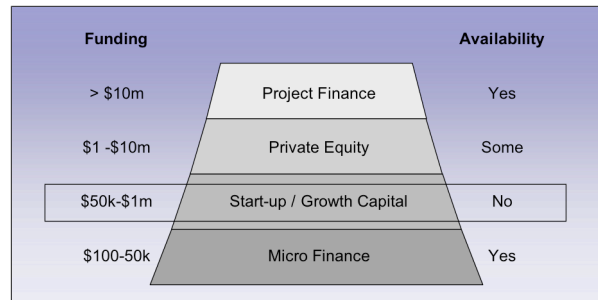 Funding Availability
> $10m Project Finance Yes
$1 -$10m Private Equity Some
$50k-$1m Start-up / Growth Capital No
$100-50k Micro Finance Yes